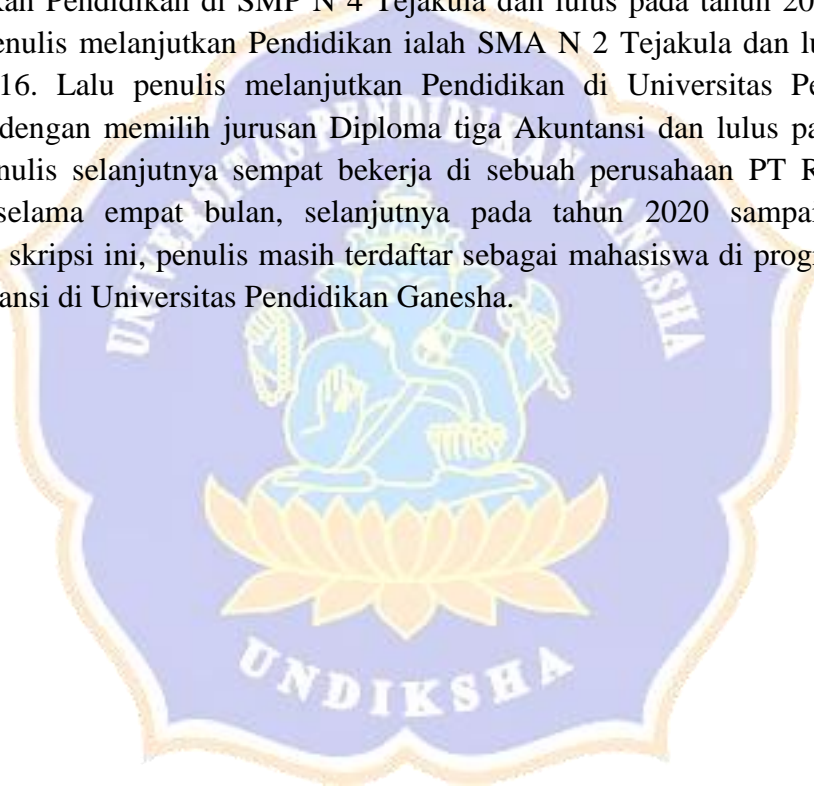 kan Pendidikan di SMP N 4 Tejakula dan lulus pada tahun 20
enulis melanjutkan Pendidikan ialah SMA N 2 Tejakula dan lu
16. Lalu penulis melanjutkan Pendidikan di Universitas Pe
dengan memilih jurusan Diploma tiga Akuntansi dan lulus pa
nulis selanjutnya sempat bekerja di sebuah perusahaan PT R
selama empat bulan, selanjutnya pada tahun 2020 sampa
skripsi ini, penulis masih terdaftar sebagai mahasiswa di prog
ansi di Universitas Pendidikan Ganesha.
UNIVERSITAS PENDIDIKAN GANESHA
UNDIKSHA